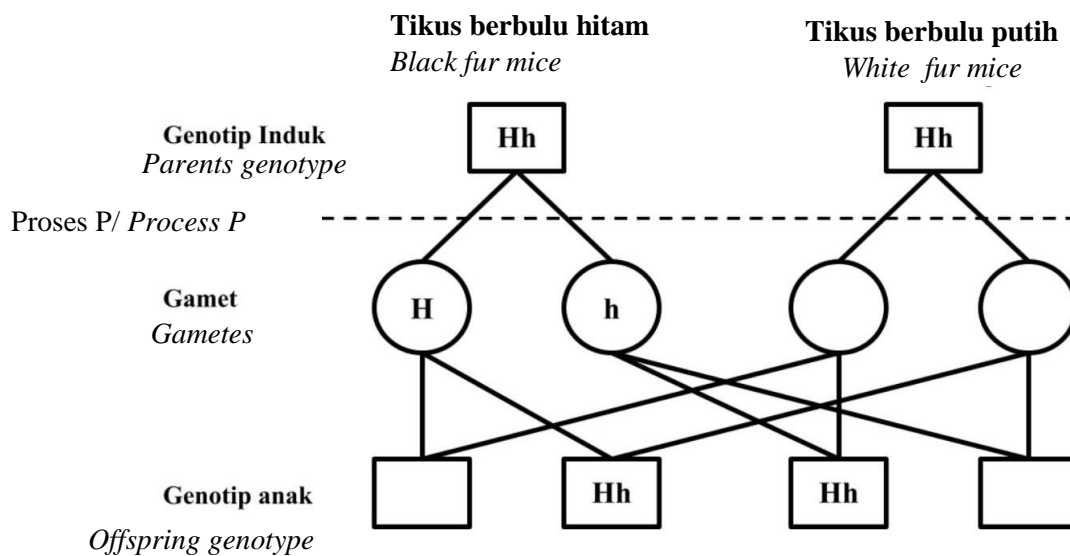 Tikus berbulu hitam
Black fur mice
Tikus berbulu putih
White fur mice
Genotip Induk
Parents genotype
Hh
Hh
Proses P/ Process P
Gamet
Gametes
H
h
Genotip anak
Offspring genotype
Hh
Hh